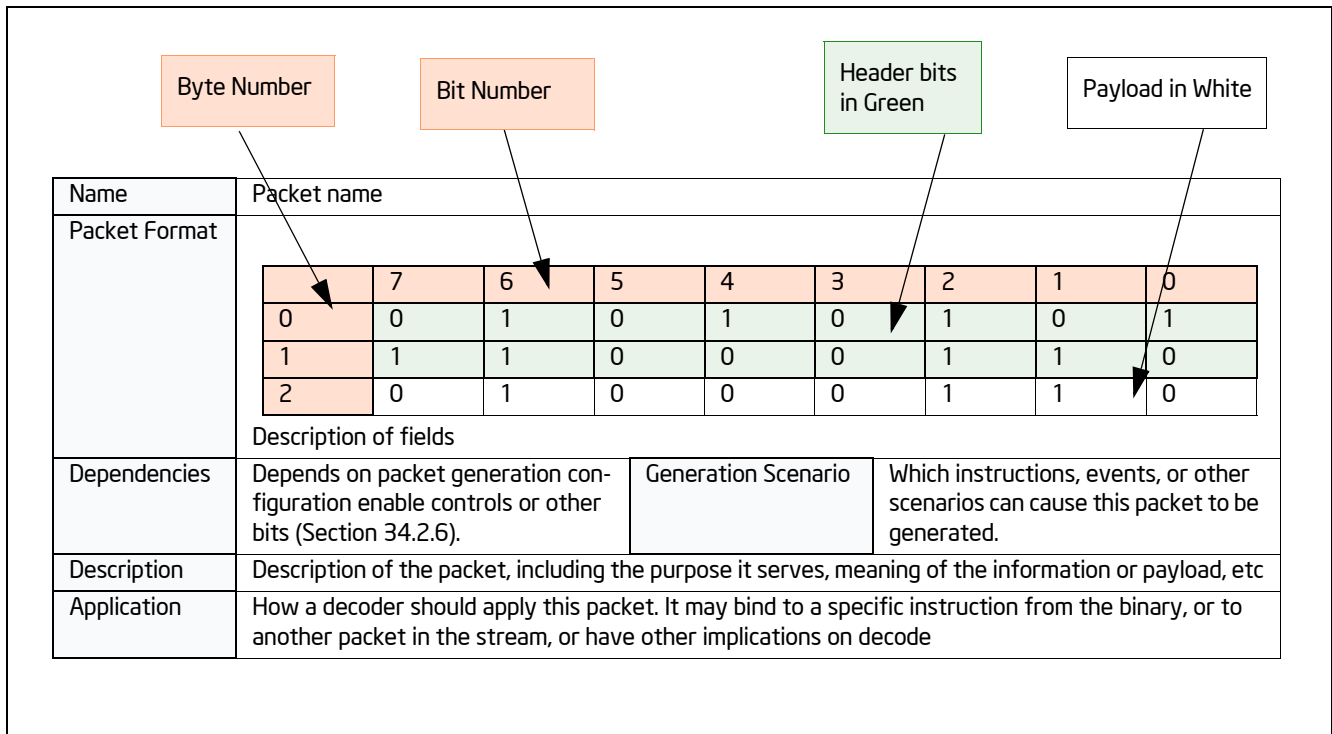 Byte Number
Bit Number
Header bits
in Green
Payload in White
Name
Packet name
Packet Format
7 6 5 4 3 2 1 0
0 0 1 0 1 0 1 0 1
1 1 1 0 0 0 1 1 0
2 0 1 0 0 0 1 1 0
Description of fields
Dependencies
Depends on packet generation con-
figuration enable controls or other
bits (Section 34.2.6).
Generation Scenario
Which instructions, events, or other
scenarios can cause this packet to be
generated.
Description
Description of the packet, including the purpose it serves, meaning of the information or payload, etc
Application
How a decoder should apply this packet. It may bind to a specific instruction from the binary, or to
another packet in the stream, or have other implications on decode